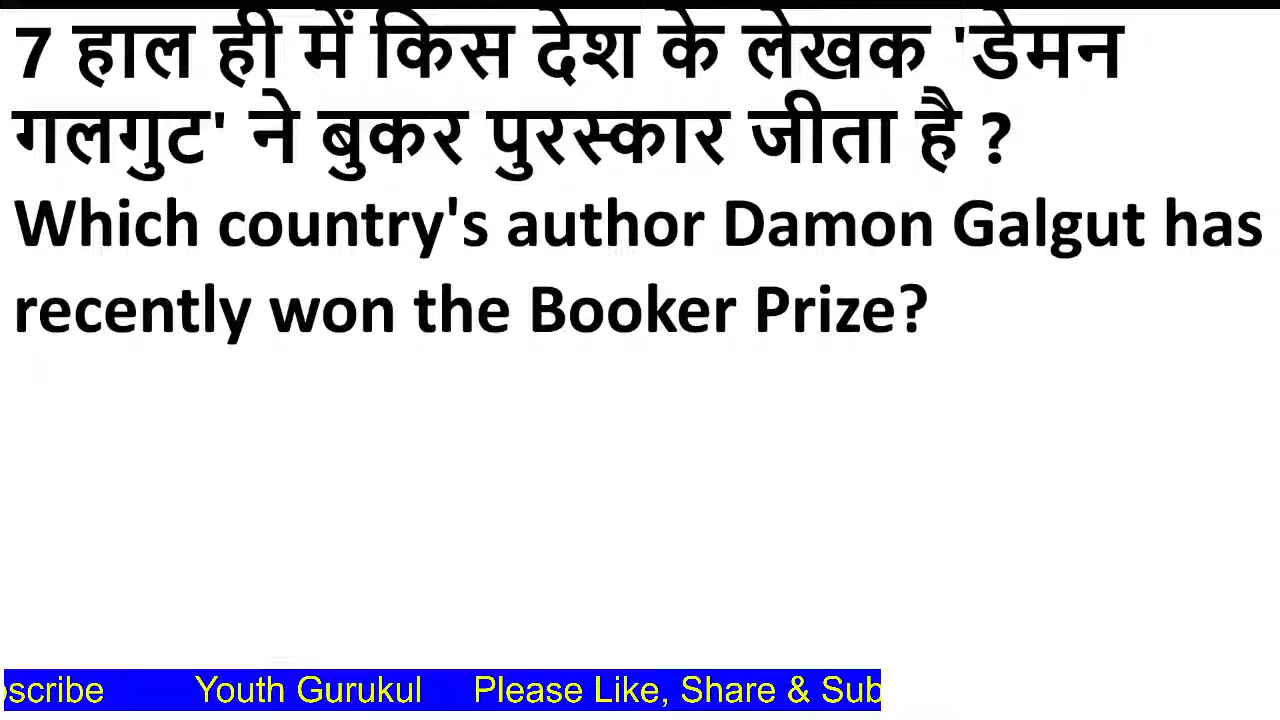 7 हाल ही में किस देश के लेखक 'डेमन
गलगुट' ने बुकर पुरस्कार जीता है ?
Which country's author Damon Galgut has
recently won the Booker Prize?
bscribe Youth Gurukul Please Like, Share & Sub